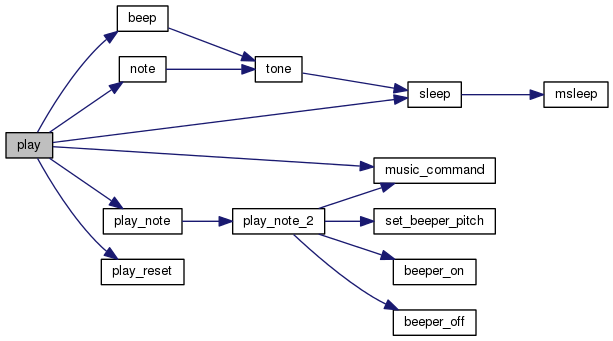 beep
note
tone
sleep
msleep
play
music_command
play_note
play_note_2
set_beeper_pitch
play_reset
beeper_on
beeper_off